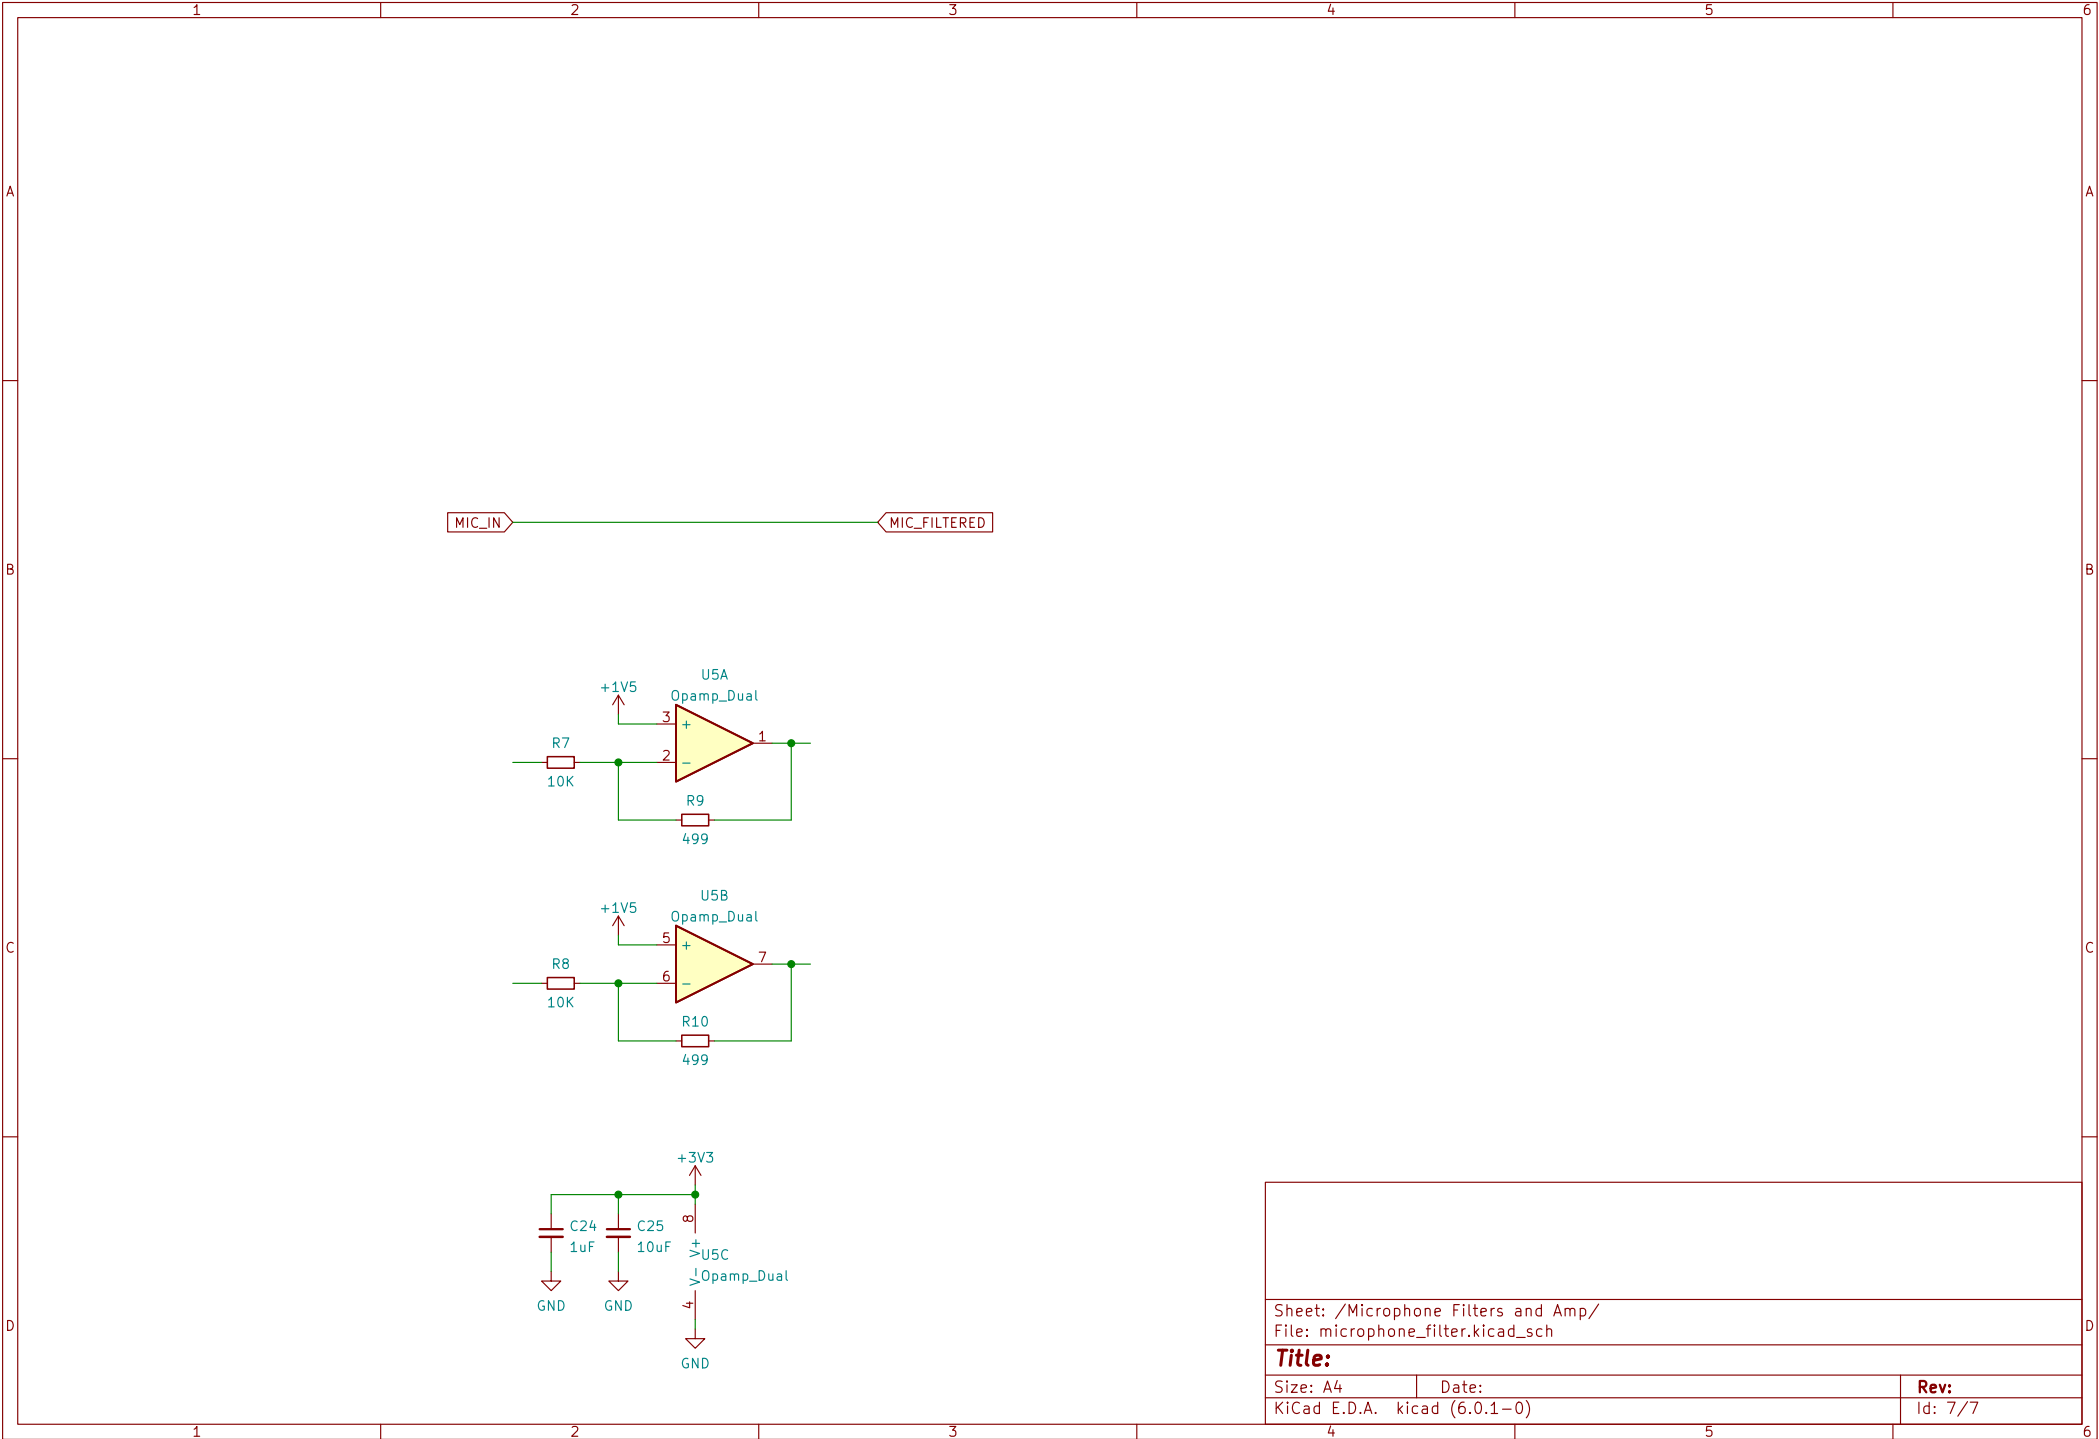 1 2 3 4 5 6
A A
MIC_IN MIC_FILTERED
B B
U5A
+1V5 Opamp_Dual
3 +
1
R7 2 −
10K
R9
499
U5B
+1V5 Opamp_Dual
C C
5 +
7
R8 6 −
10K
R10
499
+3V3
8
C24 C25
1uF 10uF V+ U5C
V− Opamp_Dual
4
GND GND
GND
Sheet: /Microphone Filters and Amp/
D D
File: microphone_filter.kicad_sch
Title:
Size: A4 Date: Rev:
KiCad E.D.A. kicad (6.0.1−0) Id: 7/7
1 2 3 4 5 6